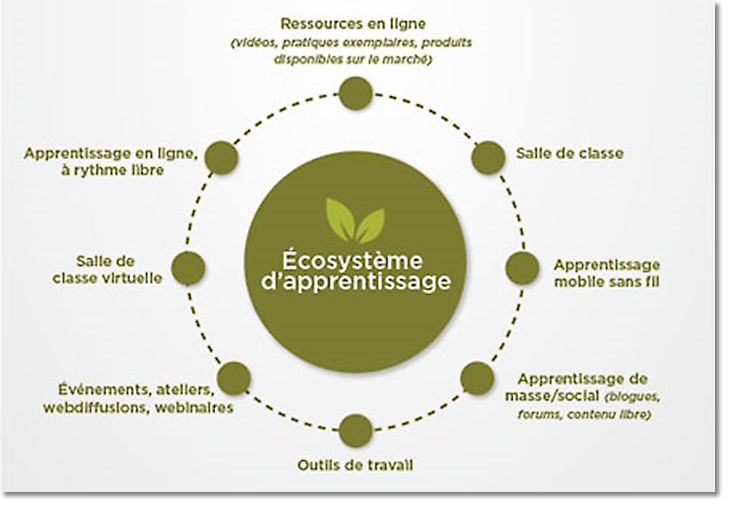 Ressources en ligne
(vidéos, pratiques exemplaires, produits
disponibles sur le marché)
Salle de classe
Apprentissage
mobile sans fil
Apprentissage de
masse/social (blogues,
forums, contenu libre)
Outils de travail
Événements, ateliers,
webdiffusions, webinaires
Salle de
classe virtuelle
Apprentissage en ligne,
à rythme libre
Écosystème
d'apprentissage